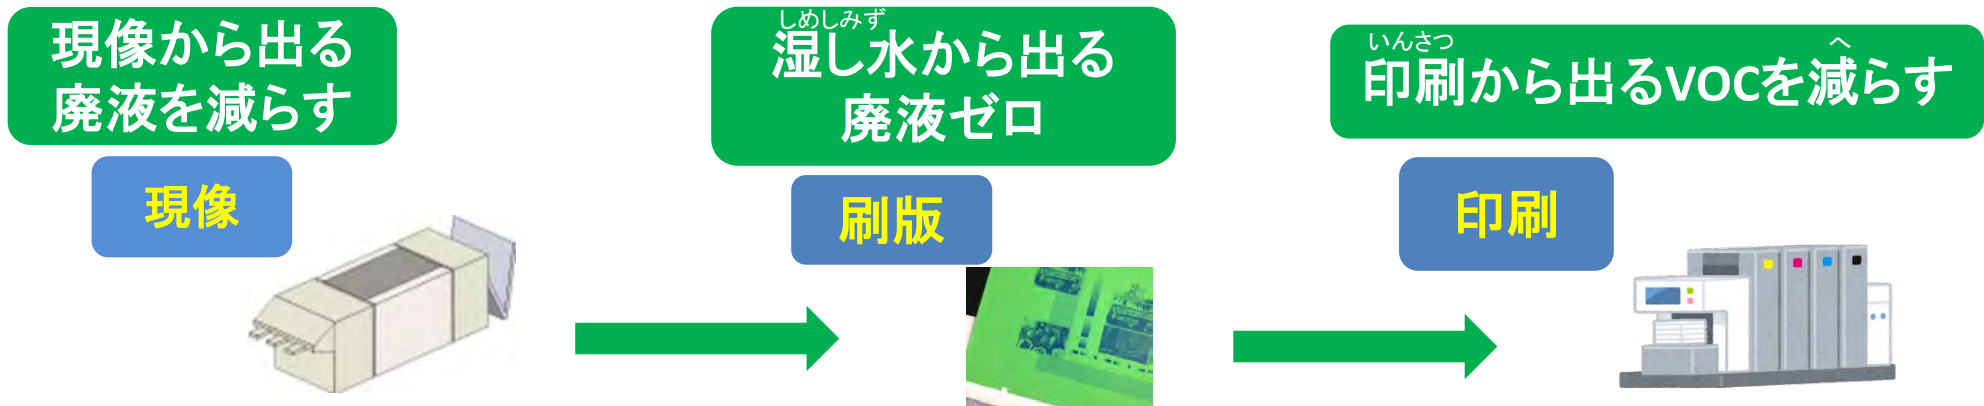 現像から出る
廃液を減らす
現像
しめしみず
湿し水から出る
廃液ゼロ
刷版
いんさつ
へ
印刷から出るVOCを減らす
印刷